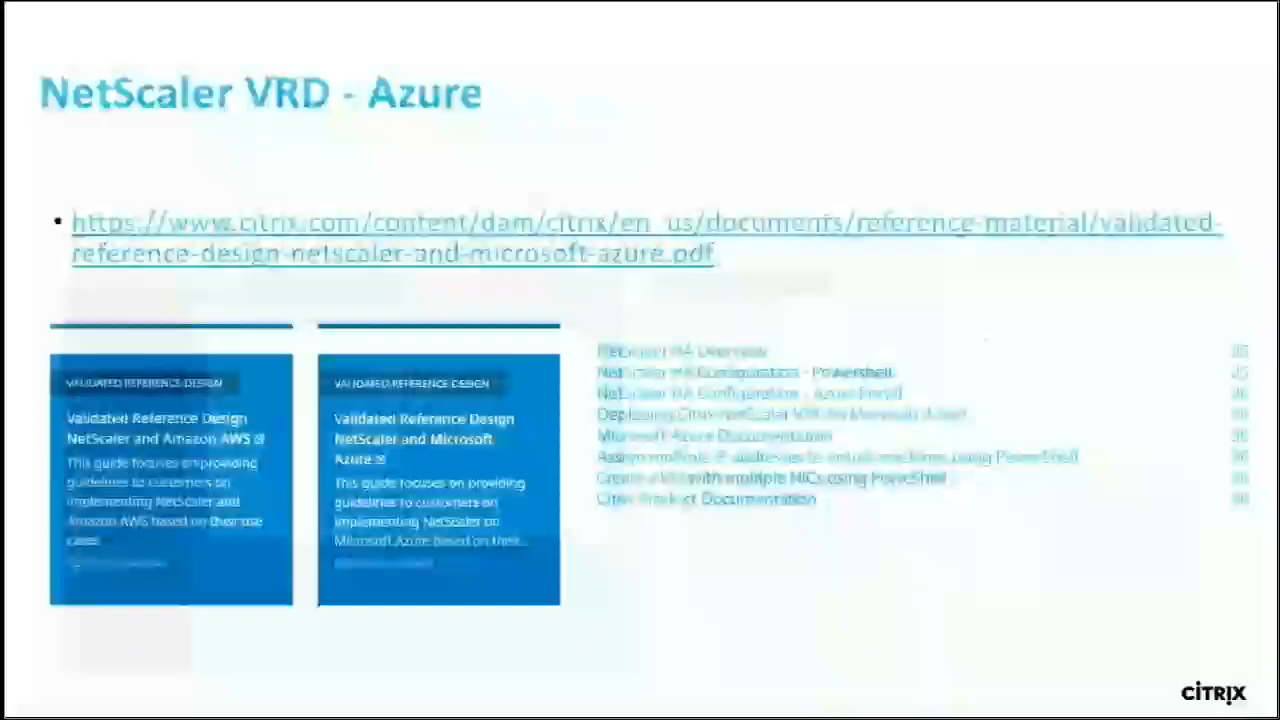 NetScaler VRD - Azure
• https://www.citrix.com/content/dam/citrix/en_us/documents/reference-material/validated-
reference-design-netscaler-and-microsoft-azure.pdf
VALIDATED REFERENCE DESIGN
Validated Reference Design
NetScaler and Amazon AWS
This guide focuses on providing
guidelines to customers on
implementing NetScaler and
Amazon AWS based on their use
cases.
VALIDATED REFERENCE DESIGN
Validated Reference Design
NetScaler and Microsoft
Azure
This guide focuses on providing
guidelines to customers on
implementing NetScaler on
Microsoft Azure based on their...
NetScaler HA Overview
NetScaler HA Configuration - Powershell
NetScaler HA Configuration - Azure Portal
Deploying Citrix NetScaler VPX on Microsoft Azure
Microsoft Azure Documentation
Assign multiple IP addresses to virtual machines using PowerShell
Create a VM with multiple NICs using PowerShell
Citrix Product Documentation
CİTRIX